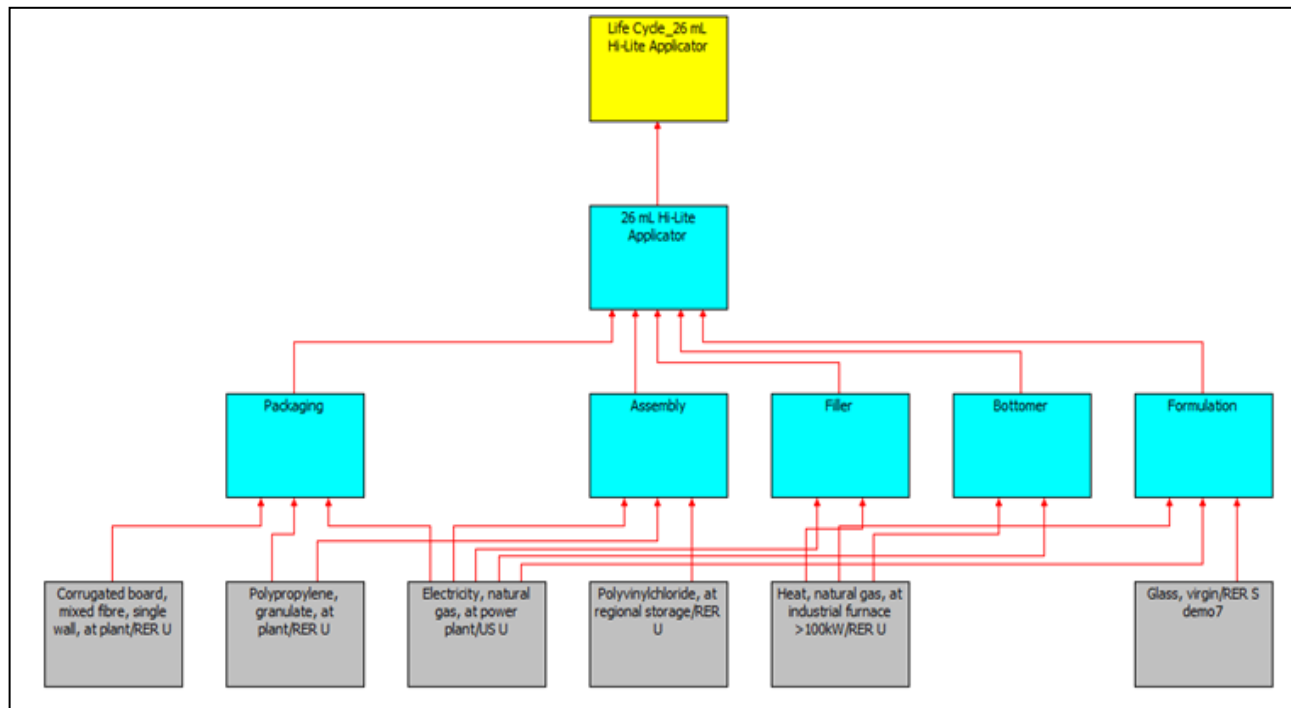 Life Cycle_26 mL
Hi-Lite Applicator
26 mL Hi-Lite
Applicator
Packaging
Assembly
Filler
Bottomer
Formulation
Corrugated board,
mixed fibre, single
wall, at plant/RER U
Polypropylene,
granulate, at
plant/RER U
Electricity, natural
gas, at power
plant/US U
Polyvinylchloride, at
regional storage/RER
U
Heat, natural gas, at
industrial furnace
>100kW/RER U
Glass, virgin/RER S
demo7